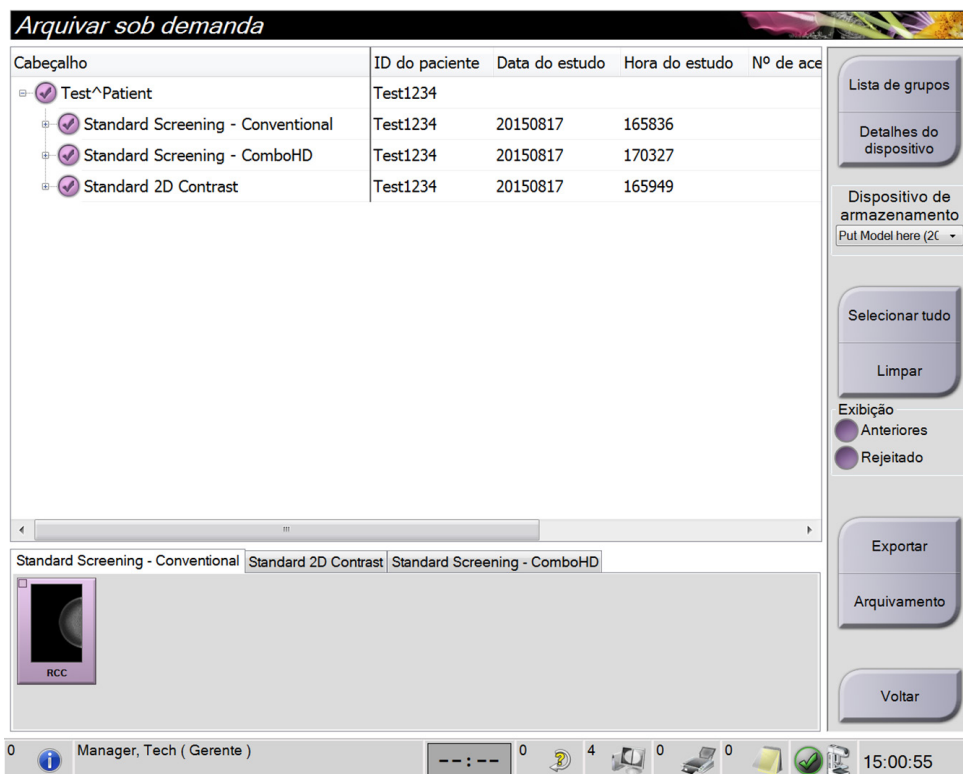 Arquivar sob demanda
Cabeçalho ID do paciente Data do estudo Hora do estudo Nº de ace
Test^Patient Test1234
Standard Screening - Conventional Test1234 20150817 165836
Standard Screening - ComboHD Test1234 20150817 170327
Standard 2D Contrast Test1234 20150817 165949
Lista de grupos
Detalhes do
dispositivo
Dispositivo de
armazenamento
Put Model here (20
Selecionar tudo
Limpar
Exibição
Anteriores
Rejeitado
Exportar
Arquivamento
Voltar
Standard Screening - Conventional Standard 2D Contrast Standard Screening - ComboHD
RCC
0 Manager, Tech ( Gerente ) --:-- 0 4 0 0 15:00:55